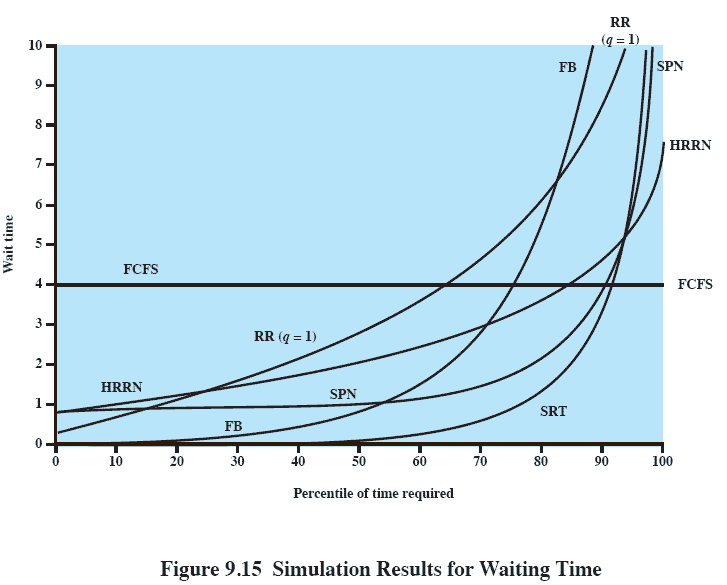 RR
(q = 1)
10
FB
SPN
9
8
HRRN
7
6
Wait time
5
FCFS
4
FCFS
3
RR (q = 1)
2
HRRN
SPN
1
FB
SRT
0
0 10 20 30 40 50 60 70 80 90 100
Percentile of time required
Figure 9.15 Simulation Results for Waiting Time